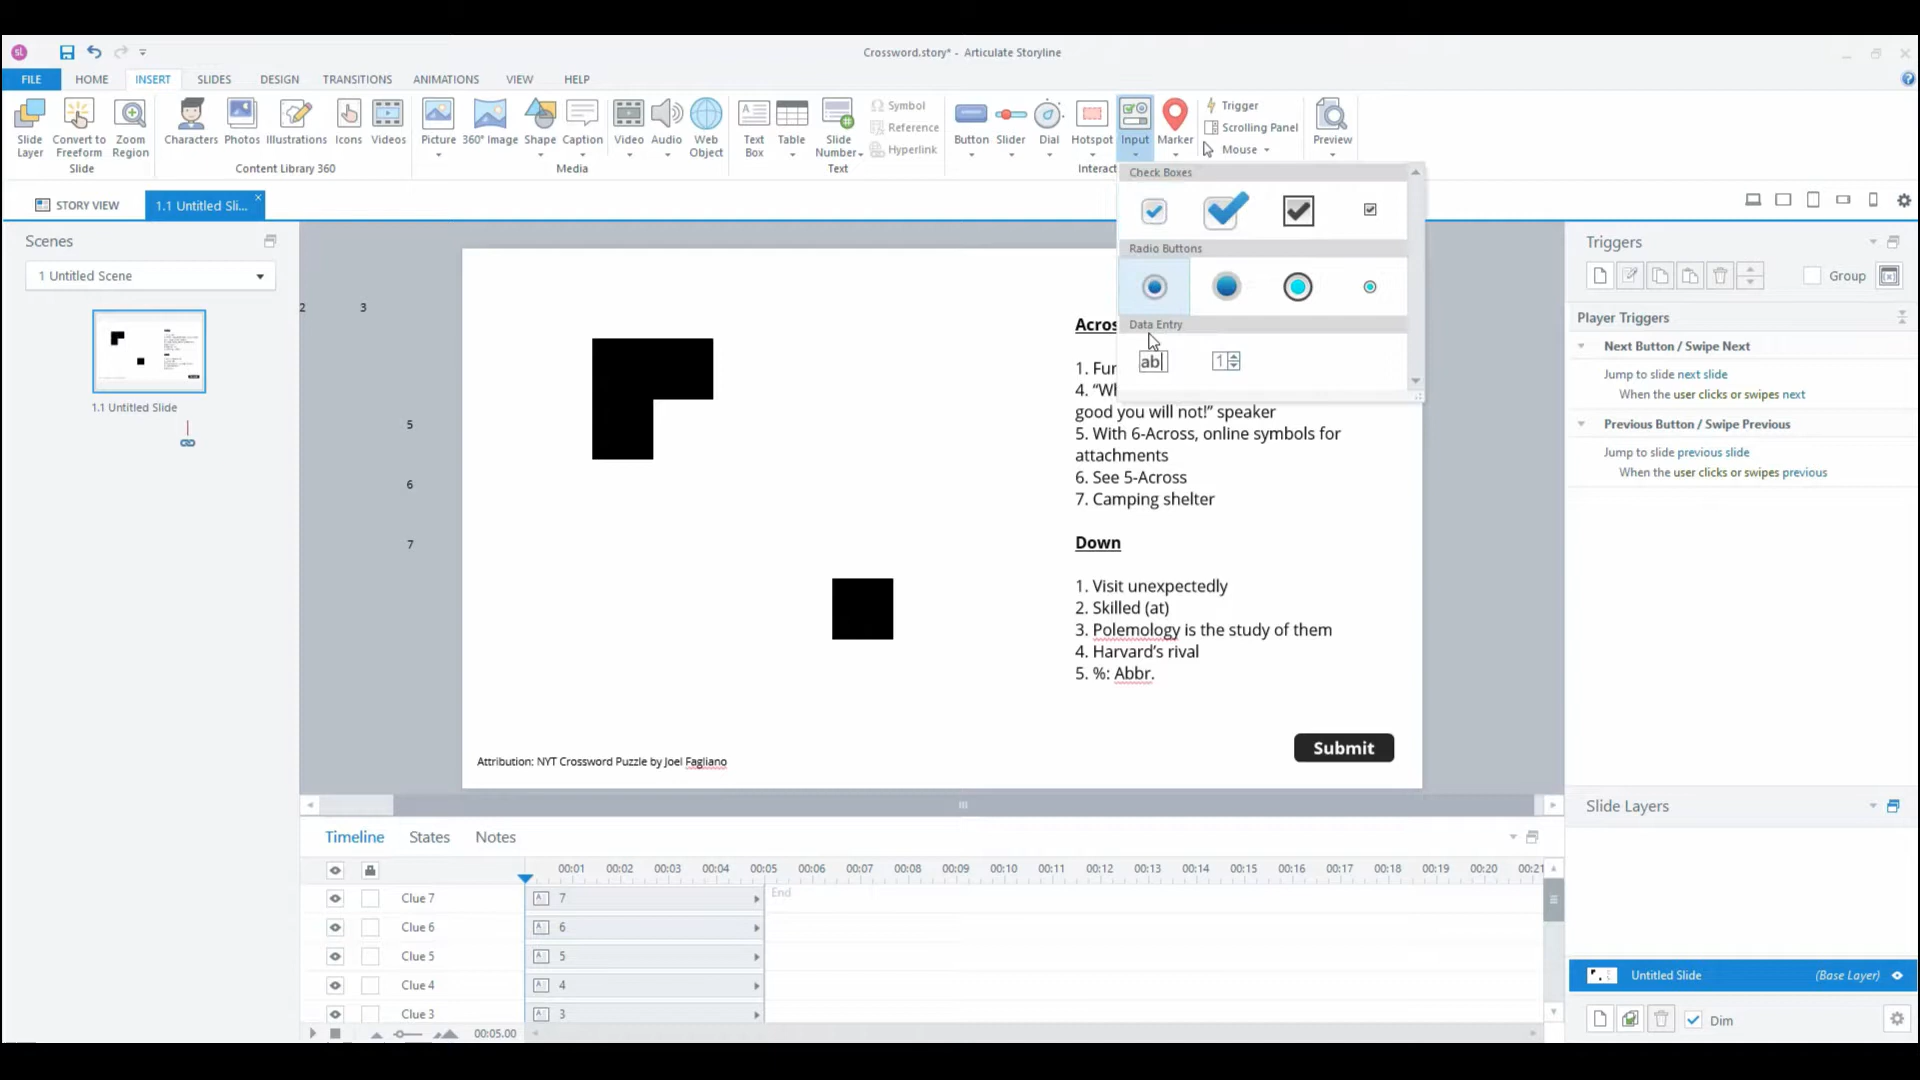 Crossword.story* - Articulate Storyline
FILE HOME INSERT SLIDES DESIGN TRANSITIONS ANIMATIONS VIEW HELP
Slide Layer
Convert to Freeform
Zoom Region
Slide
Characters Photos Illustrations Icons Videos
Content Library 360
Picture 360° Image Shape Caption Video Audio Web Object
Media
Text Box
Table
Slide Number
Symbol
Reference
Hyperlink
Text
Button Slider Dial Hotspot Input Marker
Trigger
Scrolling Panel
Mouse
Interact
Preview
STORY VIEW
1.1 Untitled Sli...
Check Boxes
Radio Buttons
Data Entry
ab
1
Scenes
1 Untitled Scene
1.1 Untitled Slide
2 3
5
6
7
Across
1. Fun
4. “Wh
good you will not!” speaker
5. With 6-Across, online symbols for
attachments
6. See 5-Across
7. Camping shelter
Down
1. Visit unexpectedly
2. Skilled (at)
3. Polemology is the study of them
4. Harvard’s rival
5. %: Abbr.
Submit
Attribution: NYT Crossword Puzzle by Joel Fagliano
Triggers
Group
Player Triggers
Next Button / Swipe Next
Jump to slide next slide
When the user clicks or swipes next
Previous Button / Swipe Previous
Jump to slide previous slide
When the user clicks or swipes previous
Slide Layers
Untitled Slide (Base Layer)
Dim
Timeline States Notes
00:01 00:02 00:03 00:04 00:05 00:06 00:07 00:08 00:09 00:10 00:11 00:12 00:13 00:14 00:15 00:16 00:17 00:18 00:19 00:20 00:21
End
Clue 7 7
Clue 6 6
Clue 5 5
Clue 4 4
Clue 3 3
00:05.00